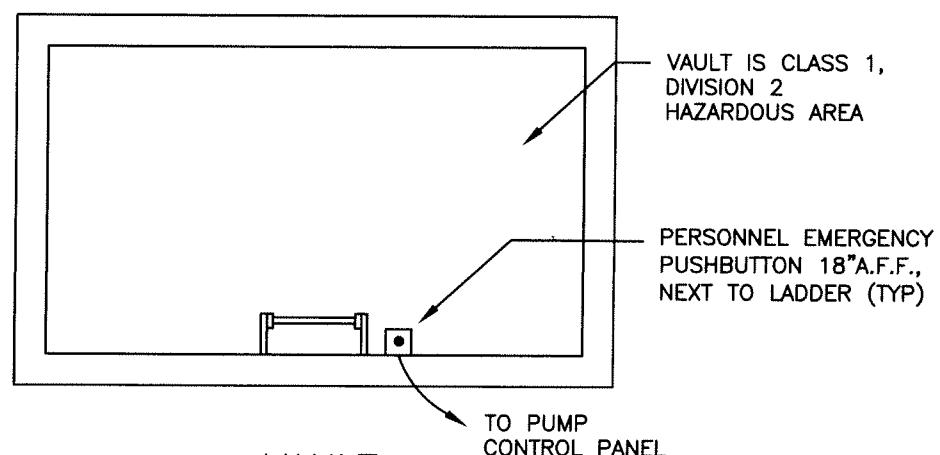 VAULT IS CLASS 1,
DIVISION 2
HAZARDOUS AREA
PERSONNEL EMERGENCY
PUSHBUTTON 18"A.F.F.,
NEXT TO LADDER (TYP)
TO PUMP
CONTROL PANEL